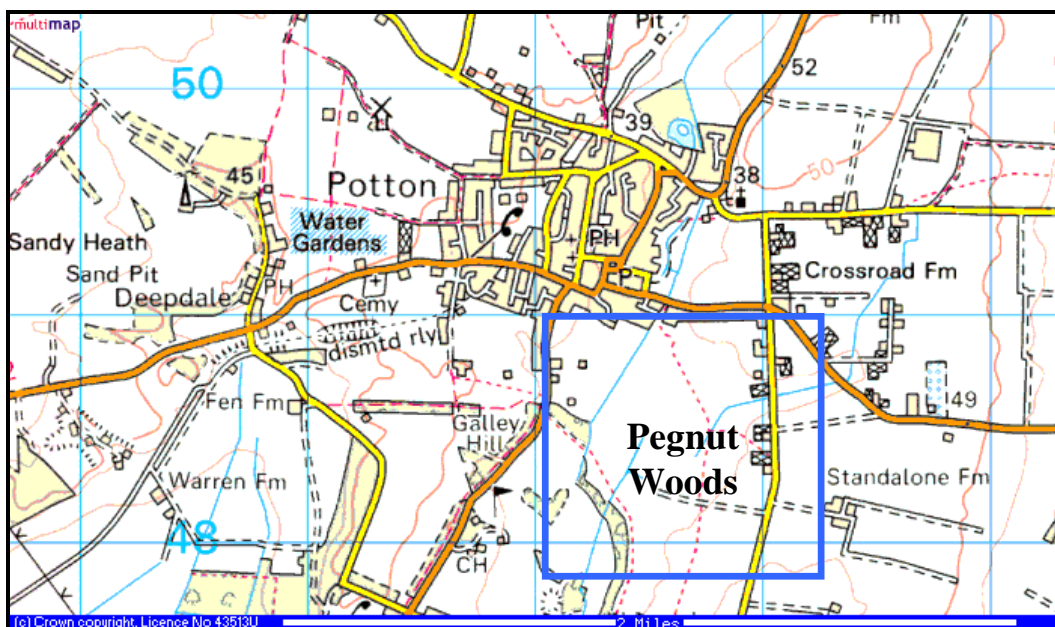 multimap
Pit
Fm
50
52
39
45
Potton
38
50
Water
Gardens
PH
Sandy Heath
Sand Pit
Deepdale
PH
P
Crossroad Fm
Cemy
dismtd rly
Fen Fm
Galley
Hill
49
Pegnut
Woods
Warren Fm
Standalone Fm
48
CH
(c) Crown copyright, Licence No 43513U
2 Miles